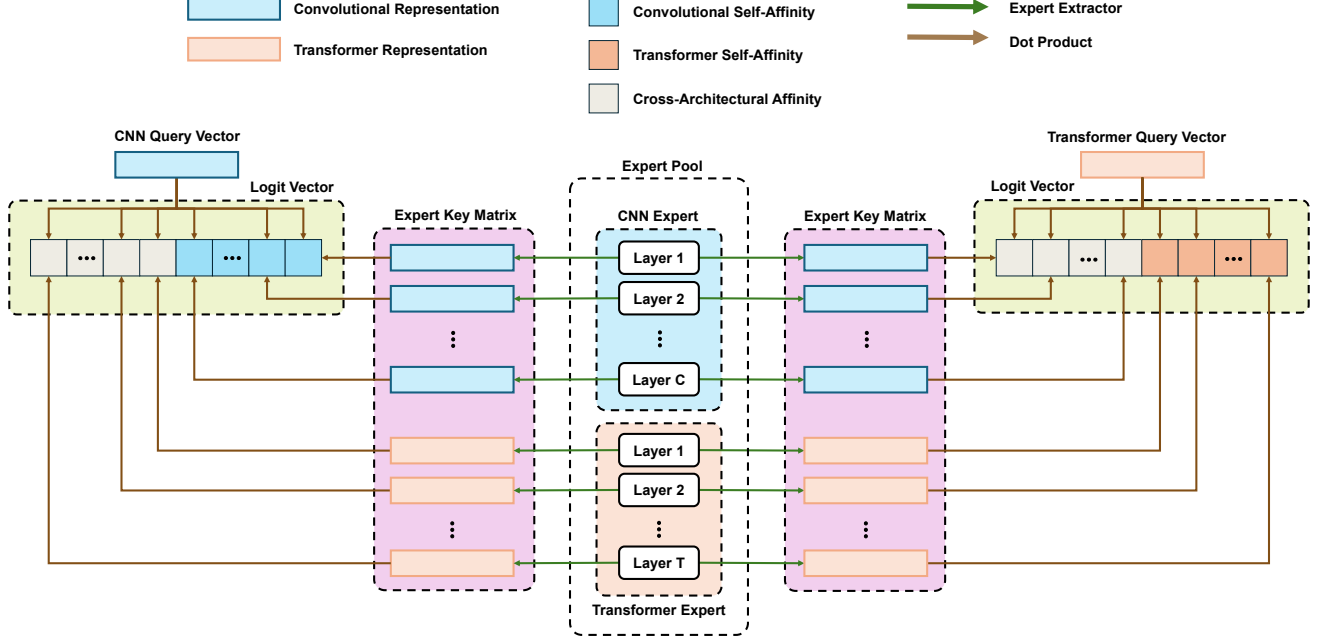 Convolutional Representation
Transformer Representation
Convolutional Self-Affinity
Transformer Self-Affinity
Cross-Architectural Affinity
Expert Extractor
Dot Product
CNN Query Vector
Logit Vector
...
...
Expert Key Matrix
...
...
Expert Pool
CNN Expert
Layer 1
Layer 2
...
Layer C
Layer 1
Layer 2
...
Layer T
Transformer Expert
Expert Key Matrix
...
...
Transformer Query Vector
Logit Vector
...
...